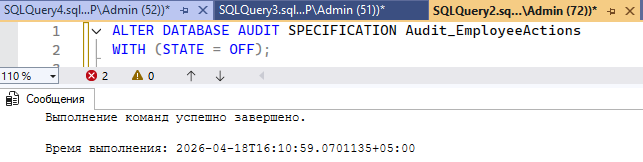 SQLQuery4.sql...P\Admin (52))* SQLQuery3.sql...P\Admin (51))* SQLQuery2.sq...\Admin (72))*
1 ALTER DATABASE AUDIT SPECIFICATION Audit_EmployeeActions
2 WITH (STATE = OFF);
110 % 2 0
Сообщения
Выполнение команд успешно завершено.
Время выполнения: 2026-04-18T16:10:59.0701135+05:00